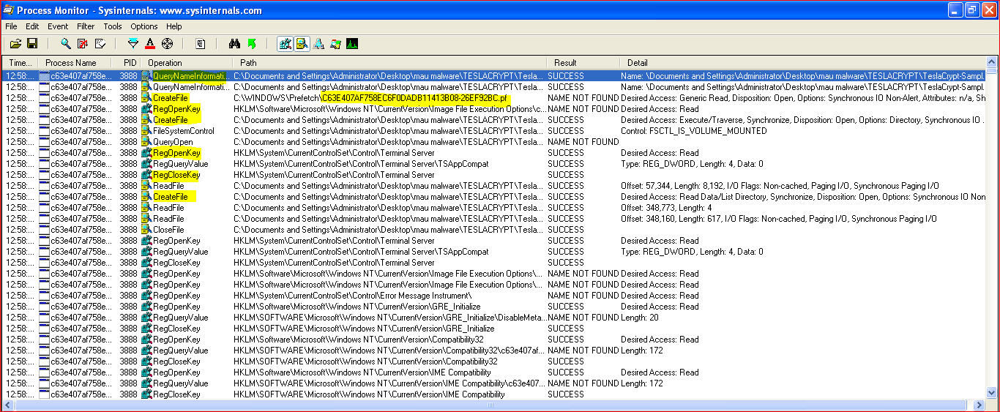 Process Monitor - Sysinternals: www.sysinternals.com
File Edit Event Filter Tools Options Help
Time... Process Name PID Operation Path Result Detail
12:58:... c63e407af758e... 3888 QueryNameInformati... C:\Documents and Settings\Administrator\Desktop\mau malware\TESLACRYPT\Tesla... SUCCESS Name: \Documents and Settings\Administrator\Desktop\mau malware\TESLACRYPT\TeslaCrypt-Sampl...
12:58:... c63e407af758e... 3888 QueryNameInformati... C:\Documents and Settings\Administrator\Desktop\mau malware\TESLACRYPT\Tesla... SUCCESS Name: \Documents and Settings\Administrator\Desktop\mau malware\TESLACRYPT\TeslaCrypt-Sampl...
12:58:... c63e407af758e... 3888 CreateFile C:\WINDOWS\Prefetch\C63E407AF758EC6F0DADB11413B08-26EF92BC.pf NAME NOT FOUND Desired Access: Generic Read, Disposition: Open, Options: Synchronous IO Non-Alert, Attributes: n/a, Sh
12:58:... c63e407af758e... 3888 RegOpenKey HKLM\Software\Microsoft\Windows NT\CurrentVersion\Image File Execution Options\c... NAME NOT FOUND Desired Access: Read
12:58:... c63e407af758e... 3888 CreateFile C:\Documents and Settings\Administrator\Desktop\mau malware\TESLACRYPT\Tesla... SUCCESS Desired Access: Execute/Traverse, Synchronize, Disposition: Open, Options: Directory, Synchronous IO ...
12:58:... c63e407af758e... 3888 FileSystemControl C:\Documents and Settings\Administrator\Desktop\mau malware\TESLACRYPT\Tesla... SUCCESS Control: FSCTL_IS_VOLUME_MOUNTED
12:58:... c63e407af758e... 3888 QueryOpen C:\Documents and Settings\Administrator\Desktop\mau malware\TESLACRYPT\Tesla... NAME NOT FOUND
12:58:... c63e407af758e... 3888 RegOpenKey HKLM\System\CurrentControlSet\Control\Terminal Server SUCCESS Desired Access: Read
12:58:... c63e407af758e... 3888 RegQueryValue HKLM\System\CurrentControlSet\Control\Terminal Server\TSAppCompat SUCCESS Type: REG_DWORD, Length: 4, Data: 0
12:58:... c63e407af758e... 3888 RegCloseKey HKLM\System\CurrentControlSet\Control\Terminal Server SUCCESS
12:58:... c63e407af758e... 3888 ReadFile C:\Documents and Settings\Administrator\Desktop\mau malware\TESLACRYPT\Tesla... SUCCESS Offset: 57,344, Length: 8,192, I/O Flags: Non-cached, Paging I/O, Synchronous Paging I/O
12:58:... c63e407af758e... 3888 CreateFile C:\Documents and Settings\Administrator\Desktop\mau malware\TESLACRYPT\Tesla... SUCCESS Desired Access: Read Data/List Directory, Synchronize, Disposition: Open, Options: Synchronous IO Non
12:58:... c63e407af758e... 3888 ReadFile C:\Documents and Settings\Administrator\Desktop\mau malware\TESLACRYPT\Tesla... SUCCESS Offset: 348,773, Length: 4
12:58:... c63e407af758e... 3888 ReadFile C:\Documents and Settings\Administrator\Desktop\mau malware\TESLACRYPT\Tesla... SUCCESS Offset: 348,160, Length: 617, I/O Flags: Non-cached, Paging I/O, Synchronous Paging I/O
12:58:... c63e407af758e... 3888 CloseFile C:\Documents and Settings\Administrator\Desktop\mau malware\TESLACRYPT\Tesla... SUCCESS
12:58:... c63e407af758e... 3888 RegOpenKey HKLM\System\CurrentControlSet\Control\Terminal Server SUCCESS Desired Access: Read
12:58:... c63e407af758e... 3888 RegQueryValue HKLM\System\CurrentControlSet\Control\Terminal Server\TSAppCompat SUCCESS Type: REG_DWORD, Length: 4, Data: 0
12:58:... c63e407af758e... 3888 RegCloseKey HKLM\System\CurrentControlSet\Control\Terminal Server SUCCESS
12:58:... c63e407af758e... 3888 RegOpenKey HKLM\Software\Microsoft\Windows NT\CurrentVersion\Image File Execution Options\... NAME NOT FOUND Desired Access: Read
12:58:... c63e407af758e... 3888 RegOpenKey HKLM\Software\Microsoft\Windows NT\CurrentVersion\Image File Execution Options\... NAME NOT FOUND Desired Access: Read
12:58:... c63e407af758e... 3888 RegOpenKey HKLM\System\CurrentControlSet\Control\Error Message Instrument\ NAME NOT FOUND Desired Access: Read
12:58:... c63e407af758e... 3888 RegOpenKey HKLM\Software\Microsoft\Windows NT\CurrentVersion\GRE_Initialize SUCCESS Desired Access: Read
12:58:... c63e407af758e... 3888 RegQueryValue HKLM\SOFTWARE\Microsoft\Windows NT\CurrentVersion\GRE_Initialize\DisableMeta... NAME NOT FOUND Length: 20
12:58:... c63e407af758e... 3888 RegCloseKey HKLM\SOFTWARE\Microsoft\Windows NT\CurrentVersion\GRE_Initialize SUCCESS
12:58:... c63e407af758e... 3888 RegOpenKey HKLM\Software\Microsoft\Windows NT\CurrentVersion\Compatibility32 SUCCESS Desired Access: Read
12:58:... c63e407af758e... 3888 RegQueryValue HKLM\SOFTWARE\Microsoft\Windows NT\CurrentVersion\Compatibility32\c63e407af... NAME NOT FOUND Length: 172
12:58:... c63e407af758e... 3888 RegCloseKey HKLM\SOFTWARE\Microsoft\Windows NT\CurrentVersion\Compatibility32 SUCCESS
12:58:... c63e407af758e... 3888 RegOpenKey HKLM\Software\Microsoft\Windows NT\CurrentVersion\IME Compatibility SUCCESS Desired Access: Read
12:58:... c63e407af758e... 3888 RegQueryValue HKLM\SOFTWARE\Microsoft\Windows NT\CurrentVersion\IME Compatibility\c63e407... NAME NOT FOUND Length: 172
12:58:... c63e407af758e... 3888 RegCloseKey HKLM\SOFTWARE\Microsoft\Windows NT\CurrentVersion\IME Compatibility SUCCESS